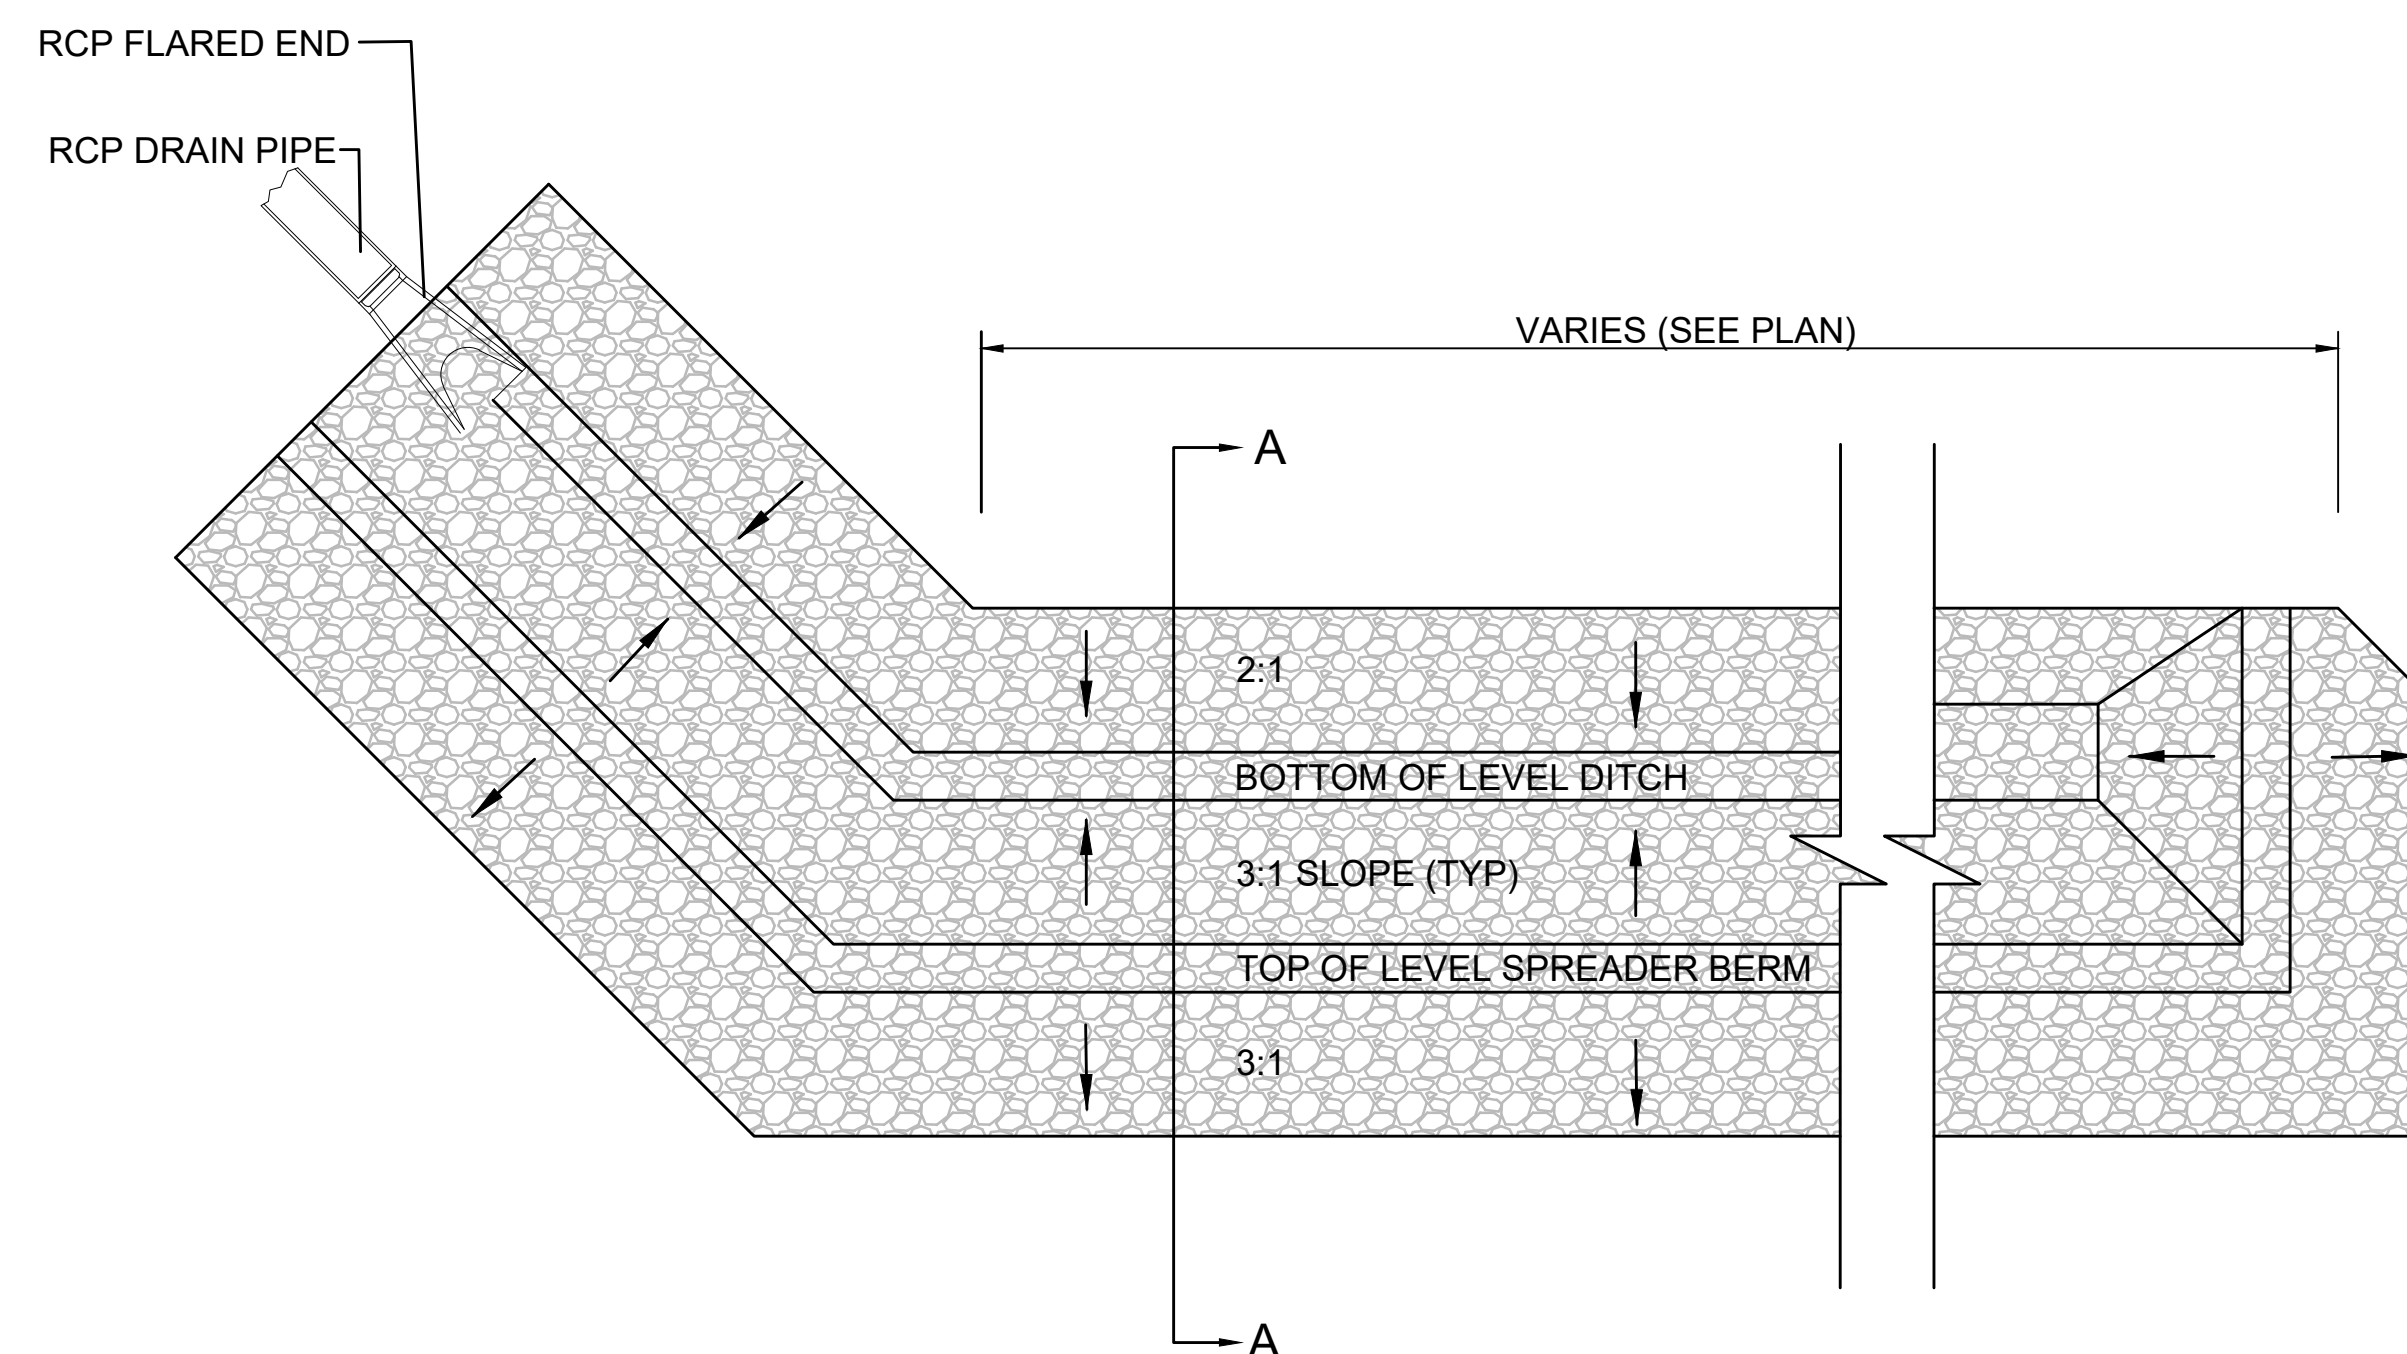 RCP FLARED END
RCP DRAIN PIPE
VARIES (SEE PLAN)
A
2:1
BOTTOM OF LEVEL DITCH
3:1 SLOPE (TYP)
TOP OF LEVEL SPREADER BERM
3:1
A